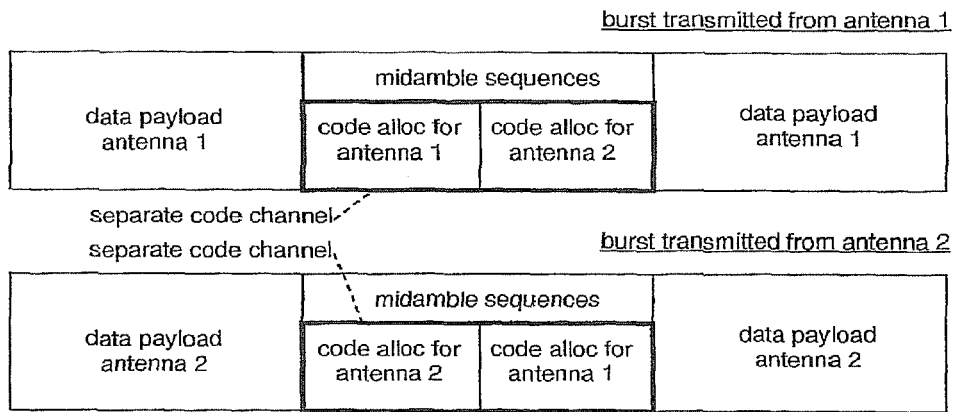 burst transmitted from antenna 1
midamble sequences
data payload
antenna 1
code alloc for
antenna 1
code alloc for
antenna 2
data payload
antenna 1
separate code channel
separate code channel
burst transmitted from antenna 2
midamble sequences
data payload
antenna 2
code alloc for
antenna 2
code alloc for
antenna 1
data payload
antenna 2